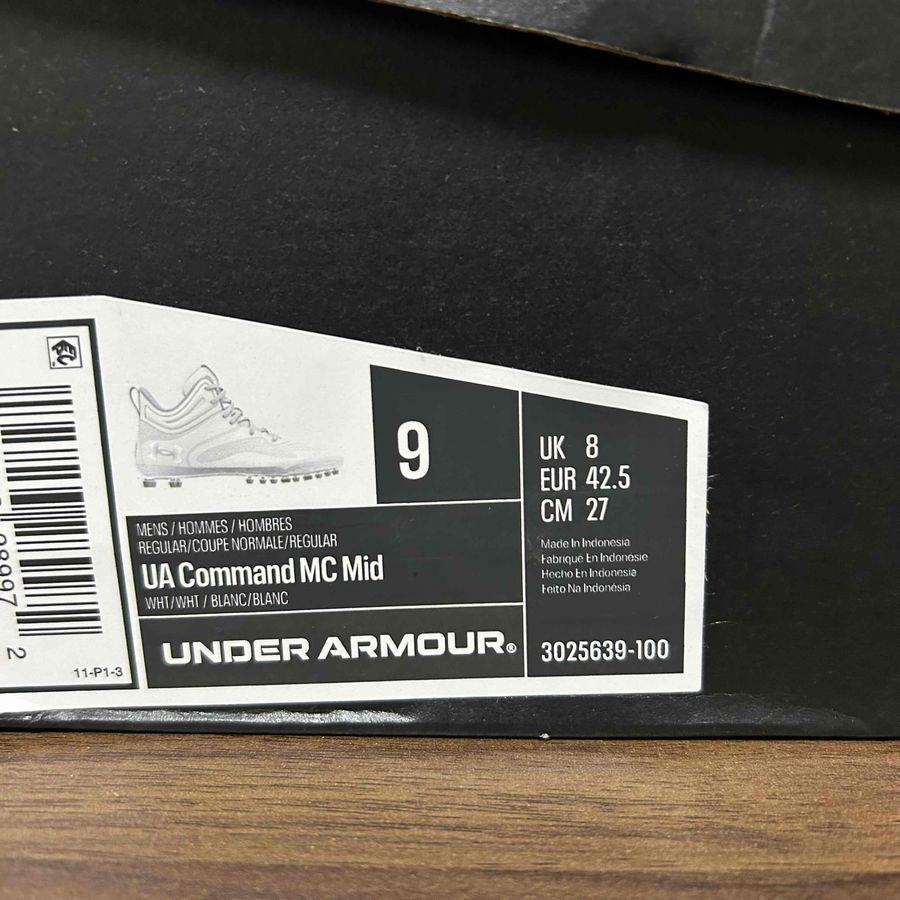 9
UK 8
EUR 42.5
CM 27
MENS / HOMMES / HOMBRES
REGULAR/COUPE NORMALE/REGULAR
UA Command MC Mid
WHT/WHT / BLANC/BLANC
Made In Indonesia
Fabriqué En Indonésie
Hecho En Indonesia
Feito Na Indonésia
UNDER ARMOUR®
3025639-100
2
11-P1-3